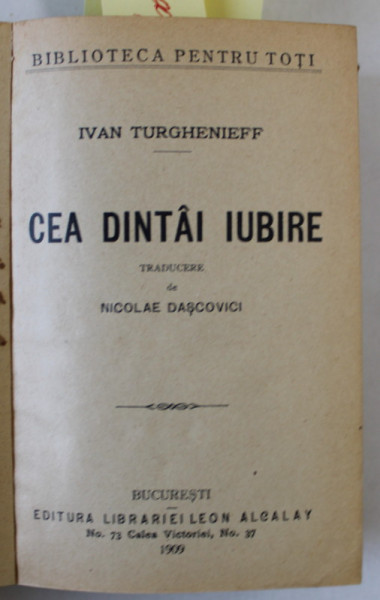 BIBLIOTECA PENTRU TOȚI
IVAN TURGHENIEFF
CEA DINTÂI IUBIRE
TRADUCERE
de
NICOLAE DAȘCOVICI
BUCUREȘTI
EDITURA LIBRARIEI LEON ALCALAY
No. 73 Calea Victoriei, No. 37
1909